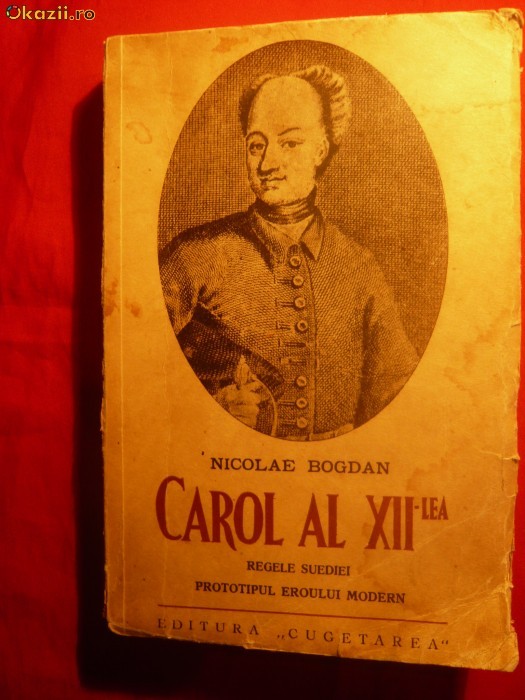 Okazii.ro
NICOLAE BOGDAN
CAROL AL XII-LEA
REGELE SUEDIEI
PROTOTIPUL EROULUI MODERN
EDITURA „CUGETAREA“